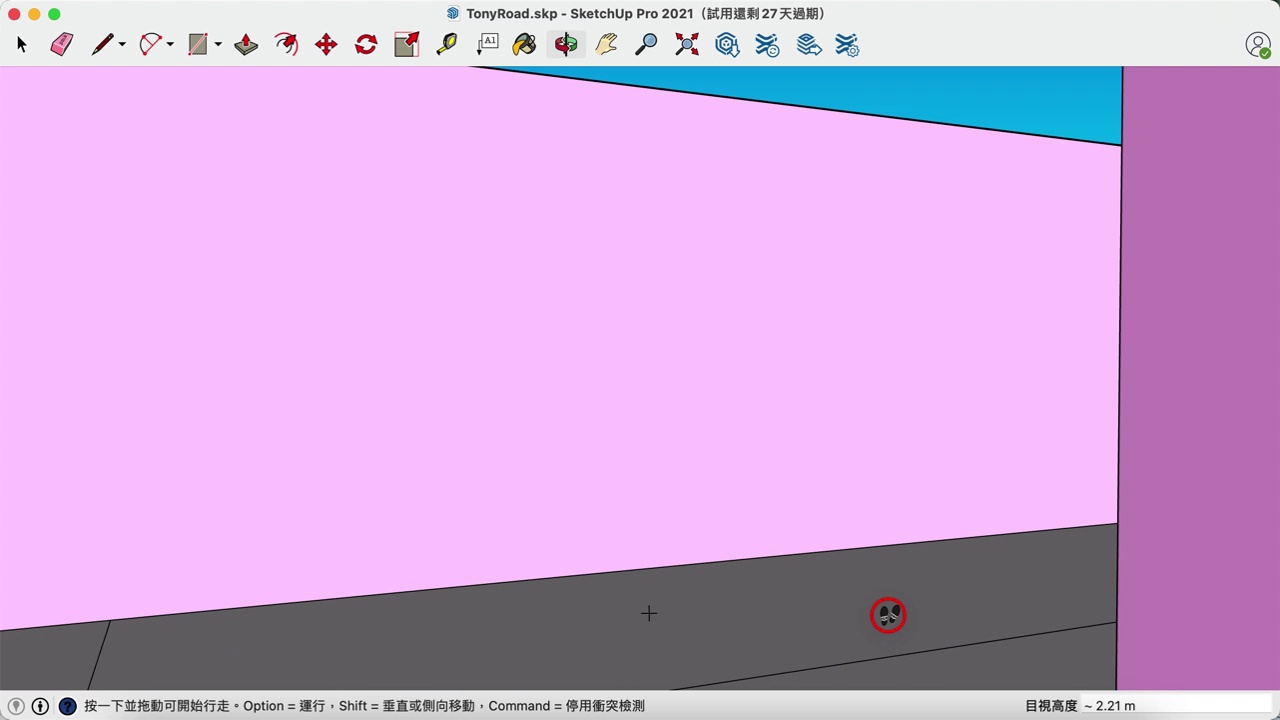 TonyRoad.skp - SketchUp Pro 2021（試用還剩 27 天過期）
A1
按一下並拖動可開始行走。Option = 運行，Shift = 垂直或側向移動，Command = 停用衝突檢測
目視高度 ~ 2.21 m